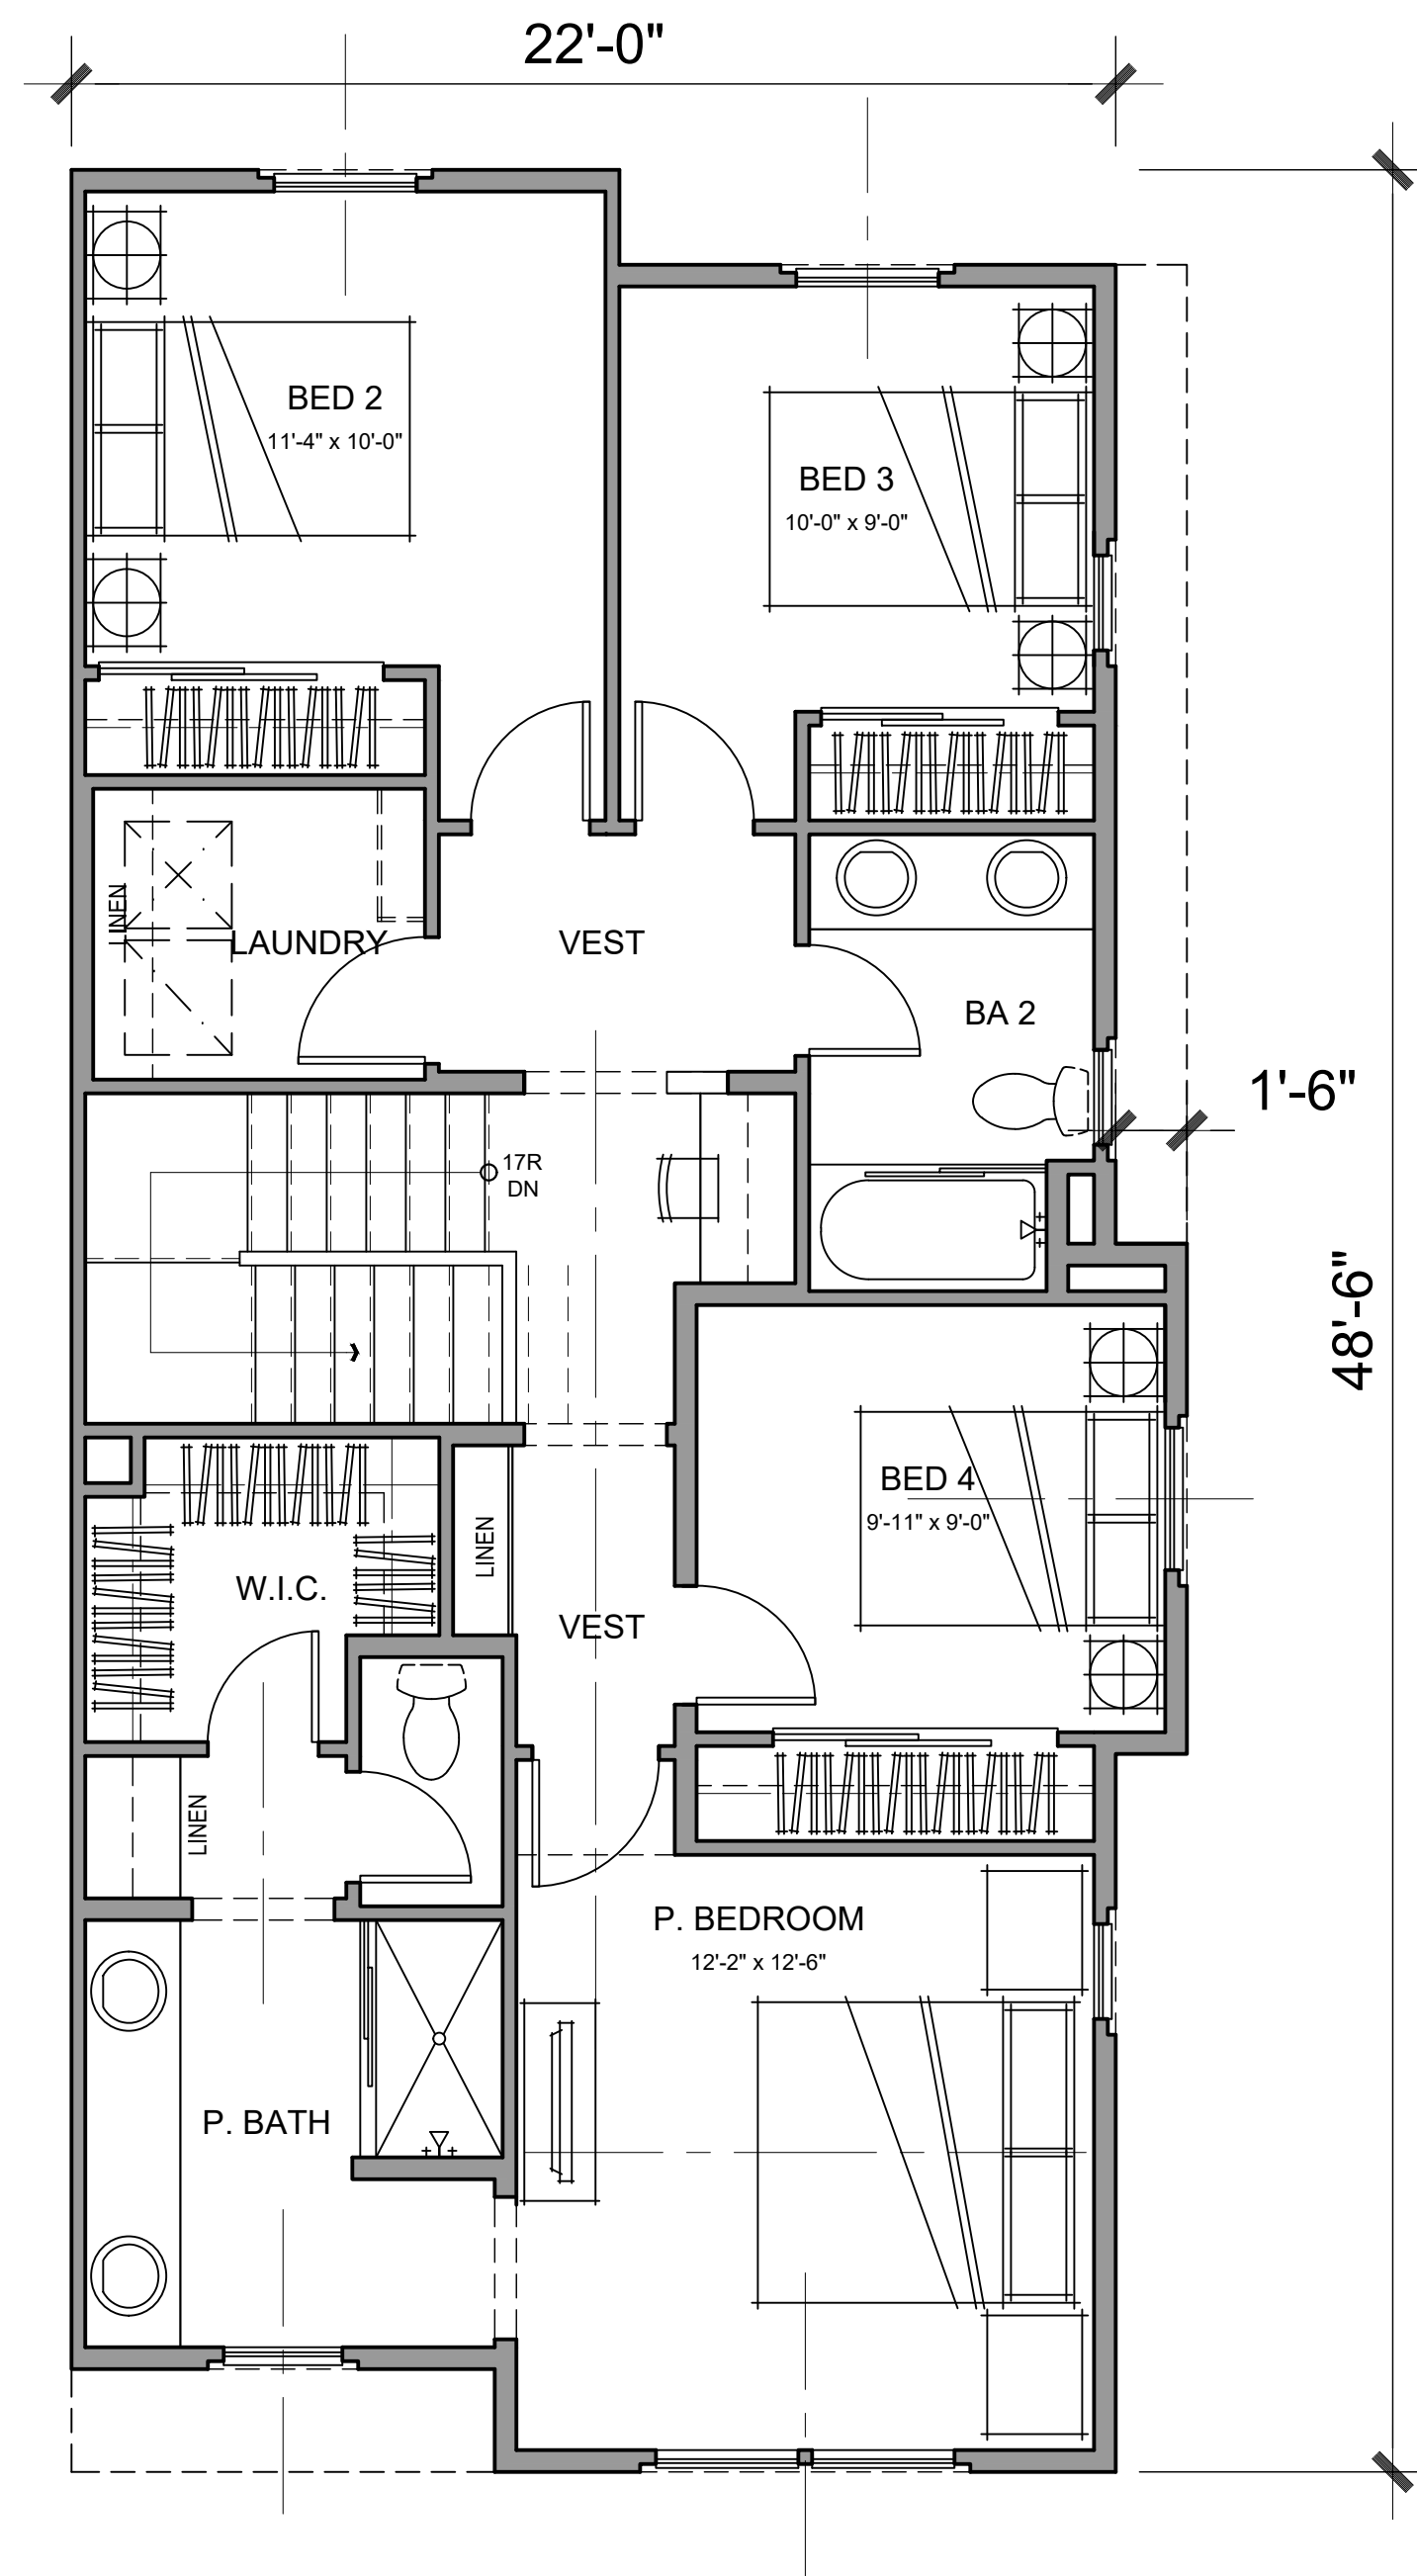 22'-0"
BED 2
11'-4" x 10'-0"
BED 3
10'-0" x 9'-0"
LINEN
LAUNDRY
VEST
BA 2
1'-6"
17R
DN
48'-6"
BED 4
9'-11" x 9'-0"
LINEN
W.I.C.
VEST
LINEN
P. BEDROOM
12'-2" x 12'-6"
P. BATH